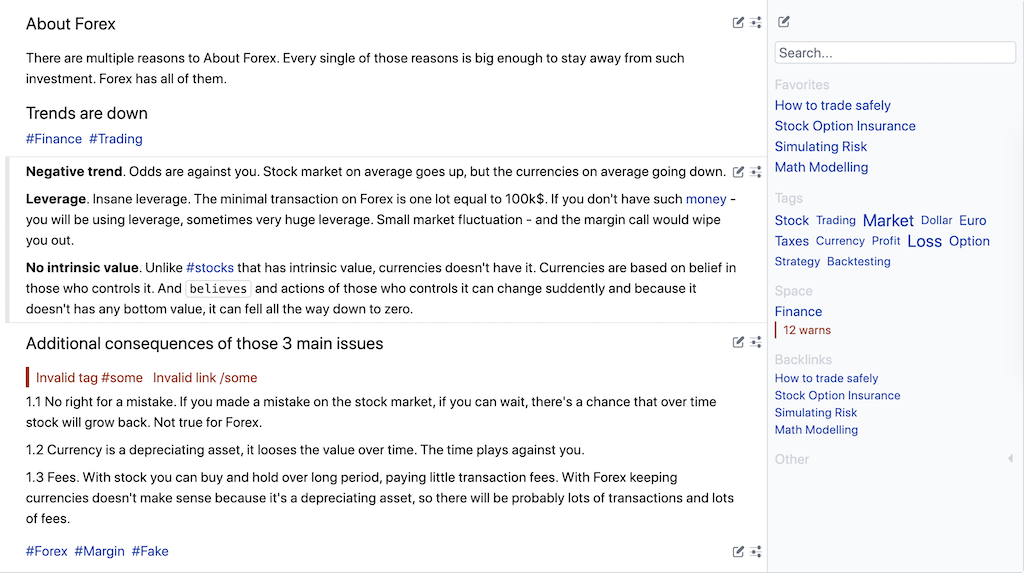 About Forex
There are multiple reasons to About Forex. Every single of those reasons is big enough to stay away from such
investment. Forex has all of them.
Trends are down
#Finance #Trading
Negative trend. Odds are against you. Stock market on average goes up, but the currencies on average going down.
Leverage. Insane leverage. The minimal transaction on Forex is one lot equal to 100k$. If you don't have such money -
you will be using leverage, sometimes very huge leverage. Small market fluctuation - and the margin call would wipe
you out.
No intrinsic value. Unlike #stocks that has intrinsic value, currencies doesn't have it. Currencies are based on belief in
those who controls it. And believes and actions of those who controls it can change suddently and because it
doesn't has any bottom value, it can fell all the way down to zero.
Additional consequences of those 3 main issues
Invalid tag #some Invalid link /some
1.1 No right for a mistake. If you made a mistake on the stock market, if you can wait, there's a chance that over time
stock will grow back. Not true for Forex.
1.2 Currency is a depreciating asset, it looses the value over time. The time plays against you.
1.3 Fees. With stock you can buy and hold over long period, paying little transaction fees. With Forex keeping
currencies doesn't make sense because it's a depreciating asset, so there will be probably lots of transactions and lots
of fees.
#Forex #Margin #Fake
Search...
Favorites
How to trade safely
Stock Option Insurance
Simulating Risk
Math Modelling
Tags
Stock Trading Market Dollar Euro
Taxes Currency Profit Loss Option
Strategy Backtesting
Space
Finance
12 warns
Backlinks
How to trade safely
Stock Option Insurance
Simulating Risk
Math Modelling
Other